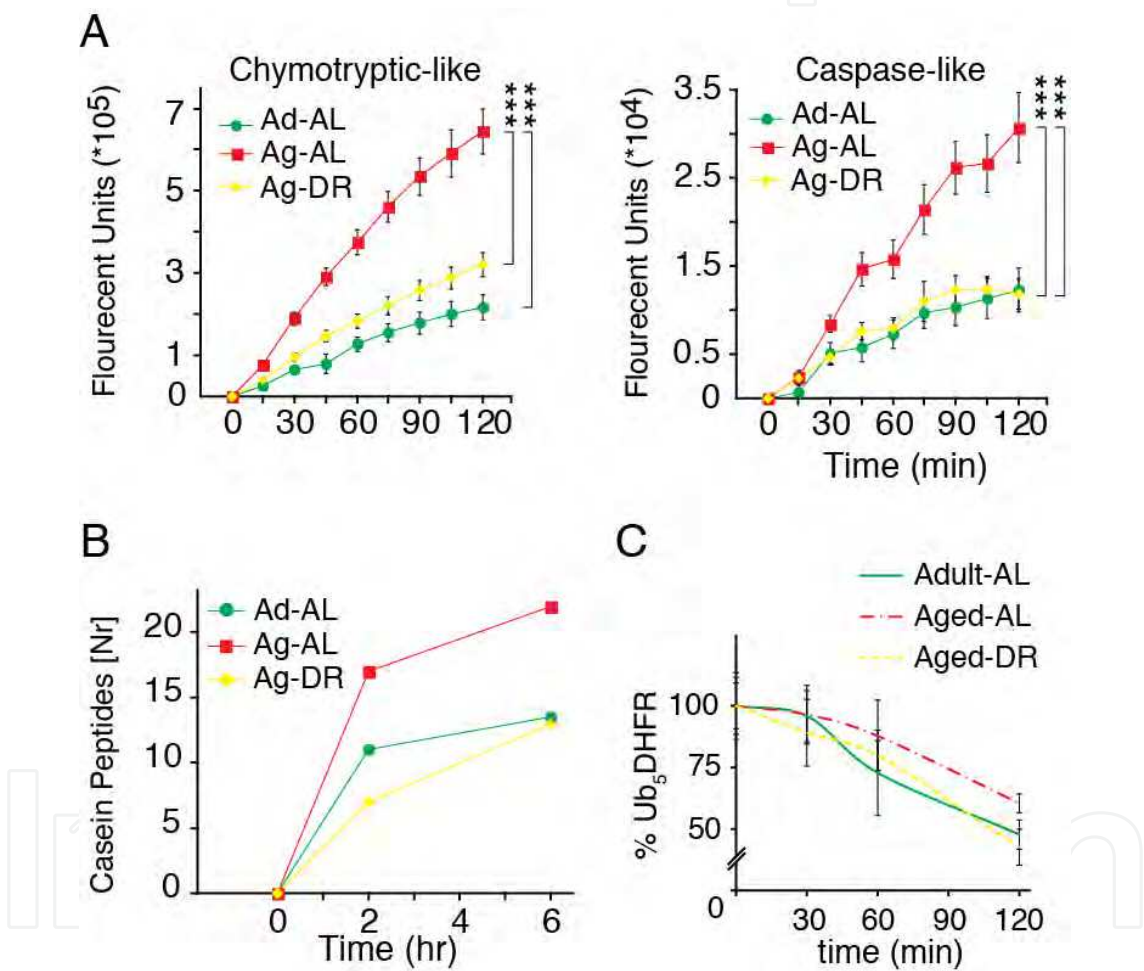 A
Chymotryptic-like
Flourecent Units (*10⁵)
7
5
3
1
0
Ad-AL
Ag-AL
Ag-DR
***
***
0 30 60 90 120
Caspase-like
Flourecent Units (*10⁴)
3.5
2.5
1.5
0.5
0
Ad-AL
Ag-AL
Ag-DR
***
***
0 30 60 90 120
Time (min)
B
Casein Peptides [Nr]
20
15
10
5
0
Ad-AL
Ag-AL
Ag-DR
0 2 4 6
Time (hr)
C
Adult-AL
Aged-AL
Aged-DR
% Ub₅DHFR
100
75
50
0
30 60 90 120
time (min)